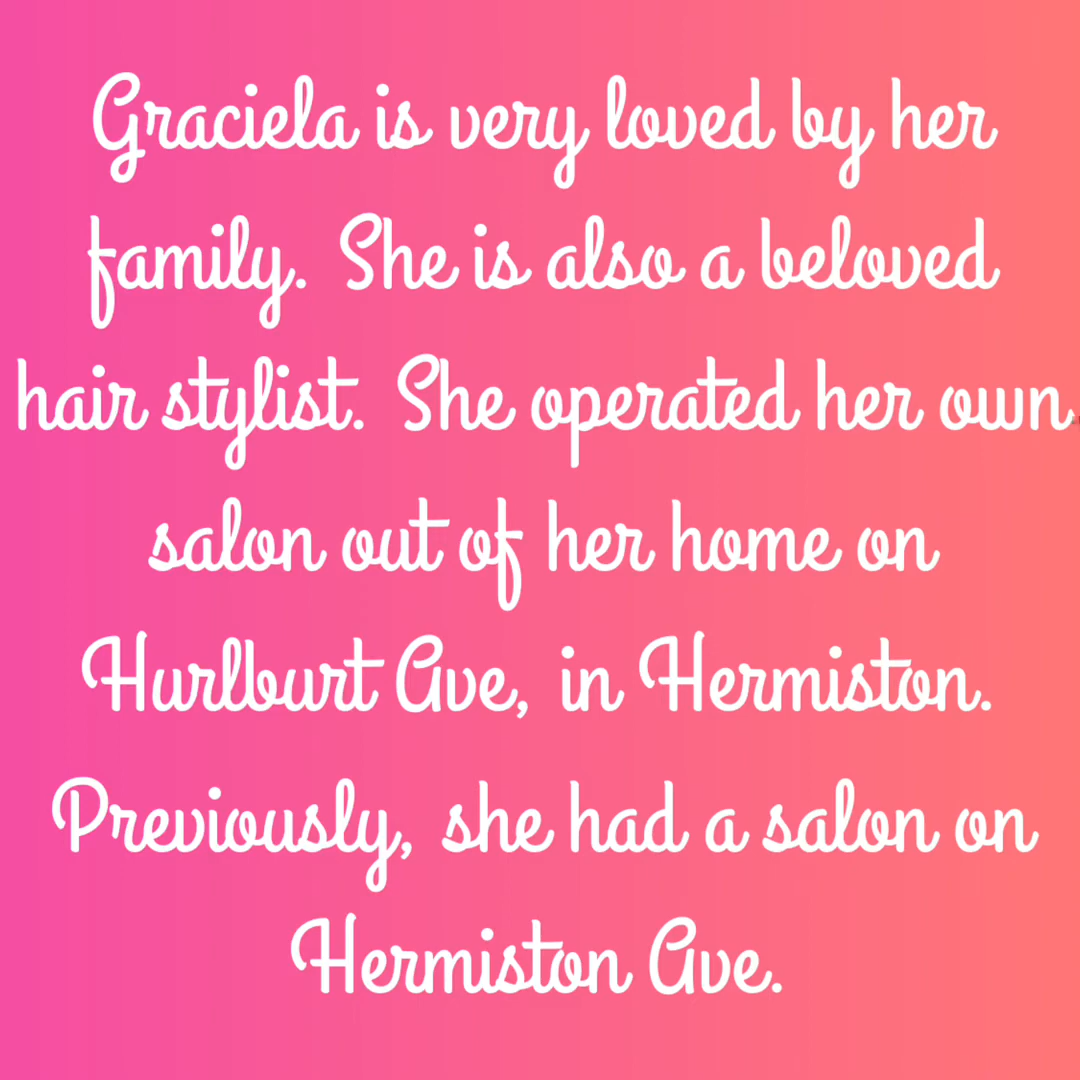 Graciela is very loved by her
family. She is also a beloved
hair stylist. She operated her own
salon out of her home on
Hurlburt Ave, in Hermiston.
Previously, she had a salon on
Hermiston Ave.